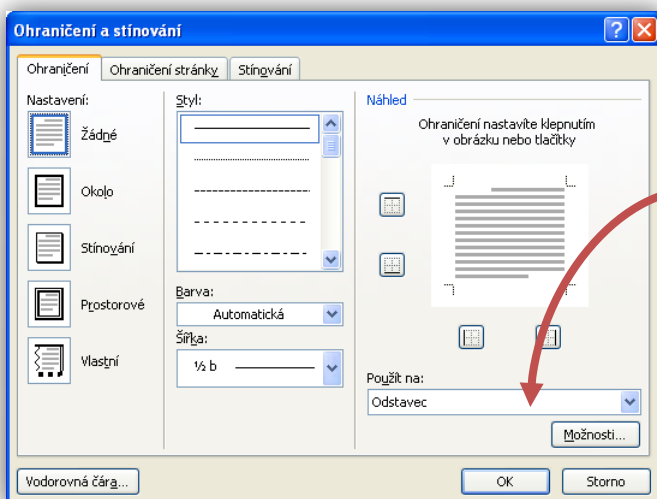 Ohraničení a stínování
Ohraničení
Ohraničení stránky
Stínování
Nastavení:
Žádné
Okolo
Stínování
Prostorové
Vlastní
Styl:
Barva:
Automatická
Šířka:
½ b
Náhled
Ohraničení nastavíte klepnutím
v obrázku nebo tlačítky
Použít na:
Odstavec
Možnosti...
Vodorovná čára...
OK
Storno